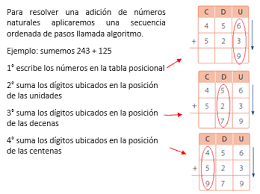 Para resolver una adición de números
naturales aplicaremos una secuencia
ordenada de pasos llamada algoritmo.
Ejemplo: sumemos 243 + 125
1° escribe los números en la tabla posicional
2° suma los dígitos ubicados en la posición
de las unidades
3° suma los dígitos ubicados en la posición
de las decenas
4° suma los dígitos ubicados en la posición
de las centenas
C D U
4 5 6
+ 5 2 3
9
C D U
4 5 6
+ 5 2 3
7 9
C D U
4 5 6
+ 5 2 3
9 7 9